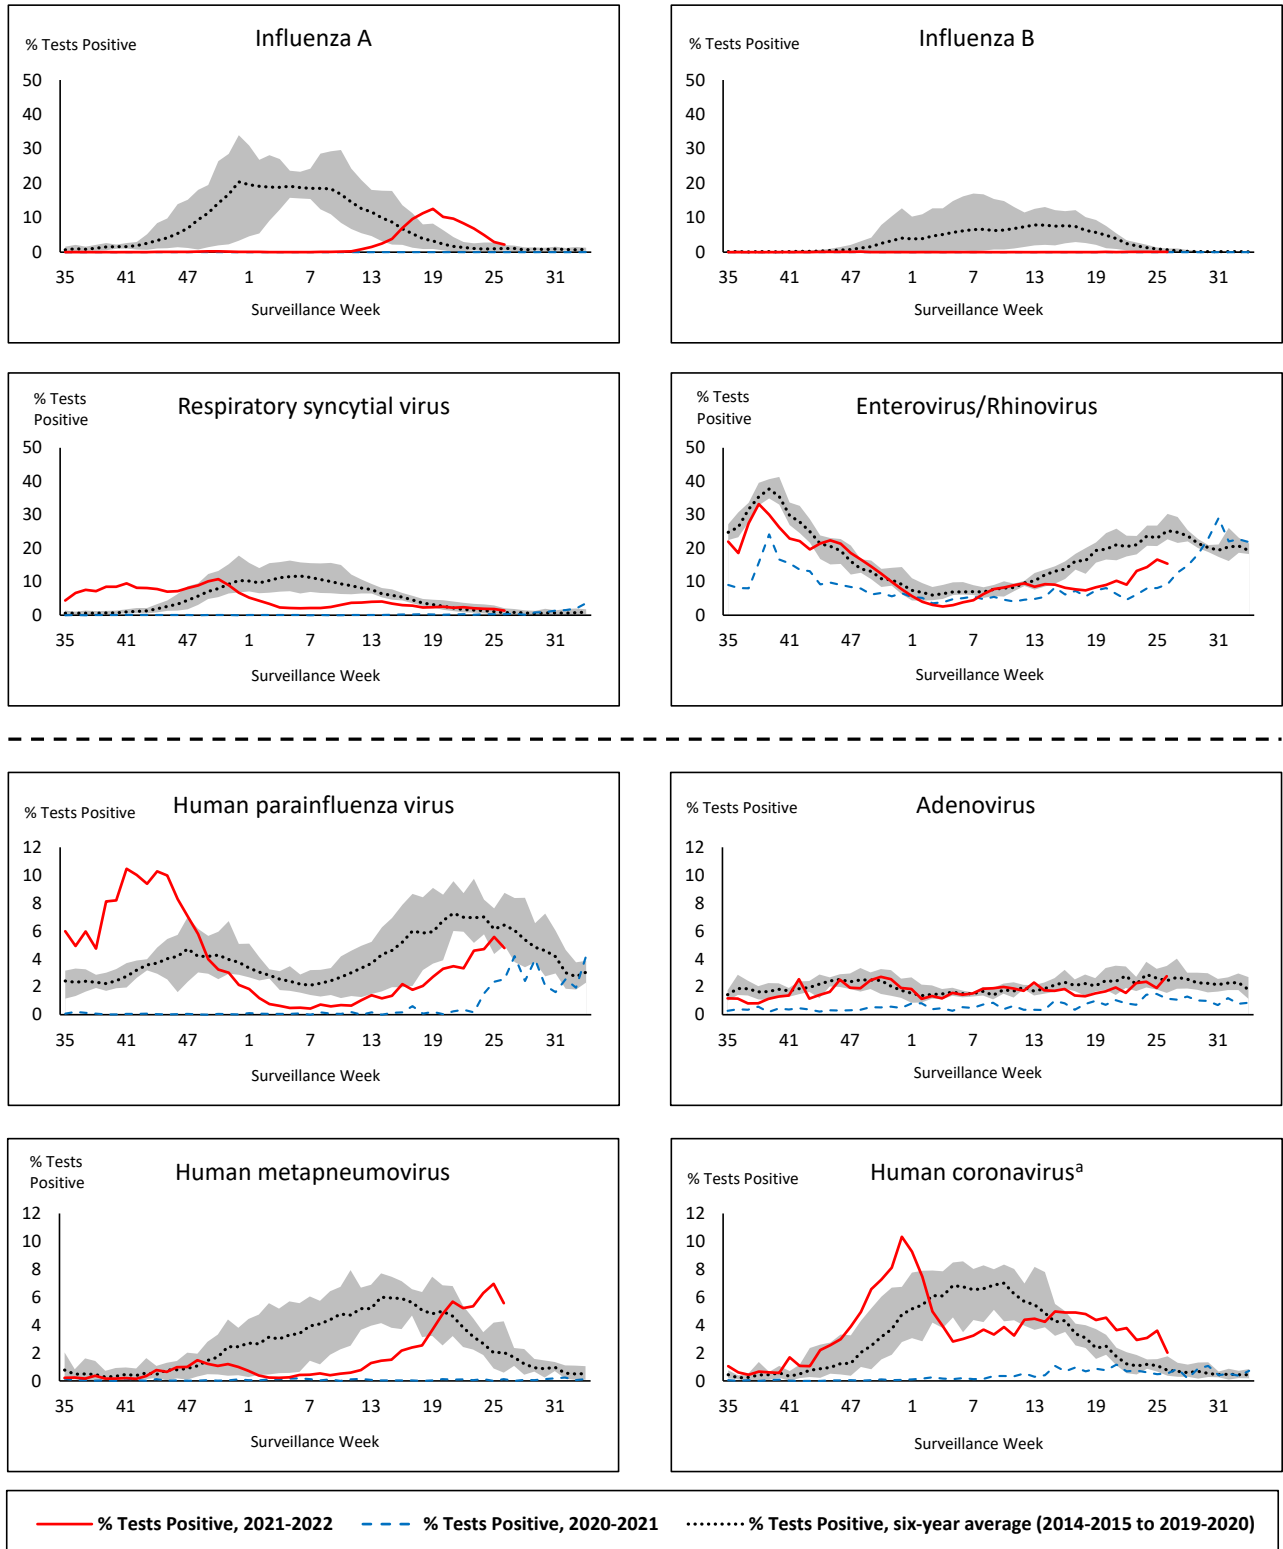 Influenza A
% Tests Positive
50
40
30
20
10
0
35 41 47 1 7 13 19 25 31
Surveillance Week
Influenza B
% Tests Positive
50
40
30
20
10
0
35 41 47 1 7 13 19 25 31
Surveillance Week
Respiratory syncytial virus
% Tests
Positive
50
40
30
20
10
0
35 41 47 1 7 13 19 25 31
Surveillance Week
Enterovirus/Rhinovirus
% Tests
Positive
50
40
30
20
10
0
35 41 47 1 7 13 19 25 31
Surveillance Week
Human parainfluenza virus
% Tests Positive
12
10
8
6
4
2
0
35 41 47 1 7 13 19 25 31
Surveillance Week
Adenovirus
% Tests Positive
12
10
8
6
4
2
0
35 41 47 1 7 13 19 25 31
Surveillance Week
Human metapneumovirus
% Tests
Positive
12
10
8
6
4
2
0
35 41 47 1 7 13 19 25 31
Surveillance Week
Human coronavirusᵃ
% Tests Positive
12
10
8
6
4
2
0
35 41 47 1 7 13 19 25 31
Surveillance Week
% Tests Positive, 2021-2022 % Tests Positive, 2020-2021 % Tests Positive, six-year average (2014-2015 to 2019-2020)